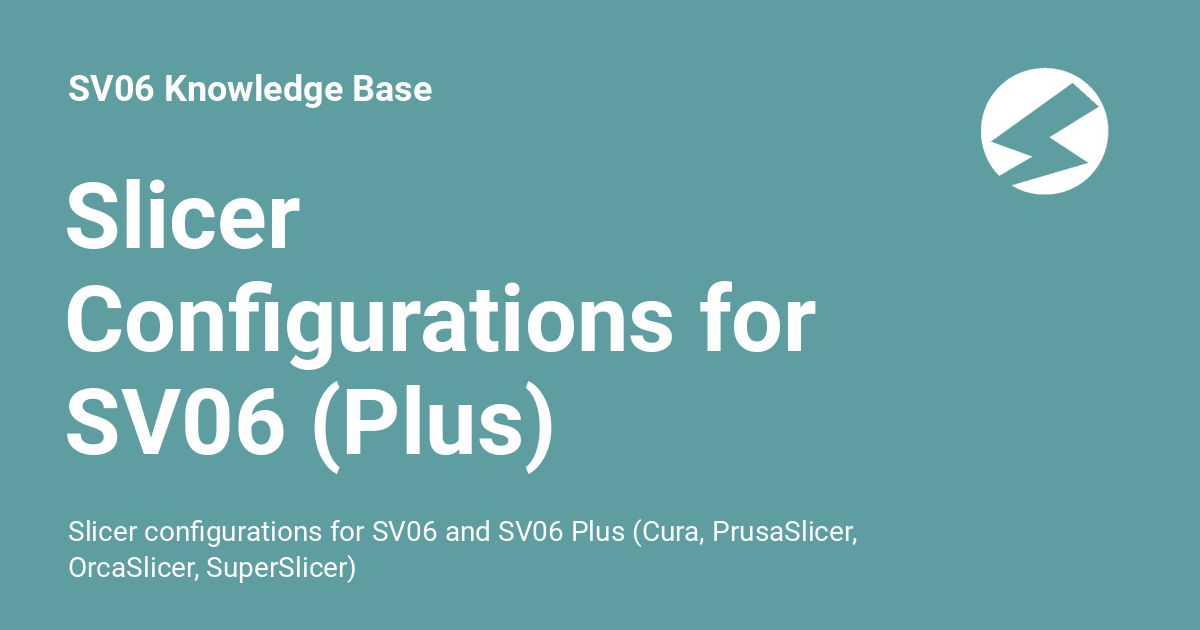 SV06 Knowledge Base
Slicer
Configurations for
SV06 (Plus)
Slicer configurations for SV06 and SV06 Plus (Cura, PrusaSlicer,
OrcaSlicer, SuperSlicer)